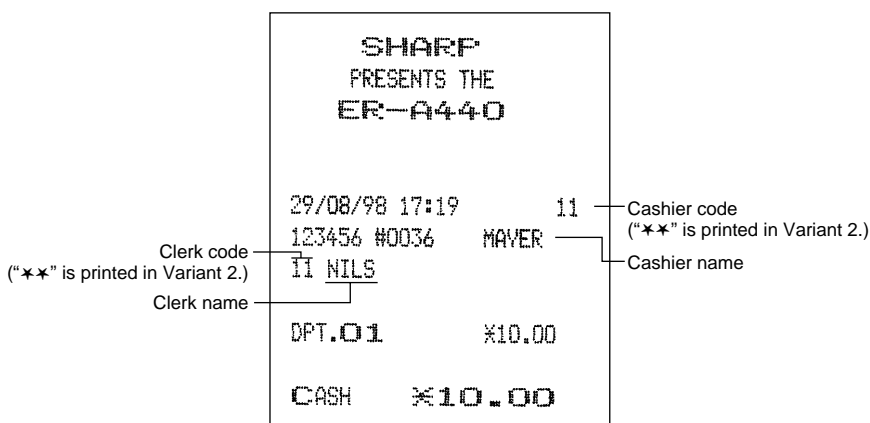 SHARP
PRESENTS THE
ER-A440
29/08/98 17:19 11
123456 #0036 MAVER
11 NILS
DPT.01 ¥10.00
CASH ¥10.00
Clerk code
(“★★” is printed in Variant 2.)
Clerk name
Cashier code
(“★★” is printed in Variant 2.)
Cashier name